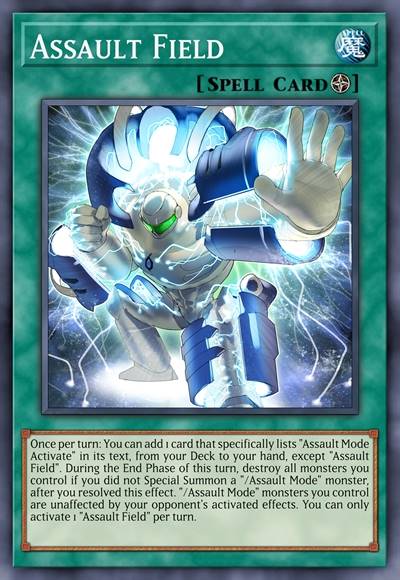 Assault Field
魔
[Spell Card]
Once per turn: You can add 1 card that specifically lists "Assault Mode
Activate" in its text, from your Deck to your hand, except "Assault
Field". During the End Phase of this turn, destroy all monsters you
control if you did not Special Summon a "/Assault Mode" monster,
after you resolved this effect. "/Assault Mode" monsters you control
are unaffected by your opponent's activated effects. You can only
activate 1 "Assault Field" per turn.